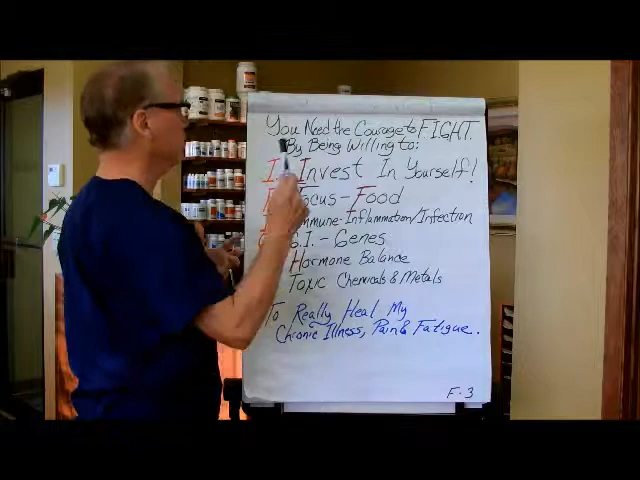 You Need the Courage to F.I.G.H.T.
By Being Willing to:
I. Invest In Yourself!
Focus - Food
Immune-Inflammation/Infection
G.I. - Genes
Hormone Balance
Toxic Chemicals & Metals
To Really Heal My
Chronic Illness, Pain & Fatigue.
F-3